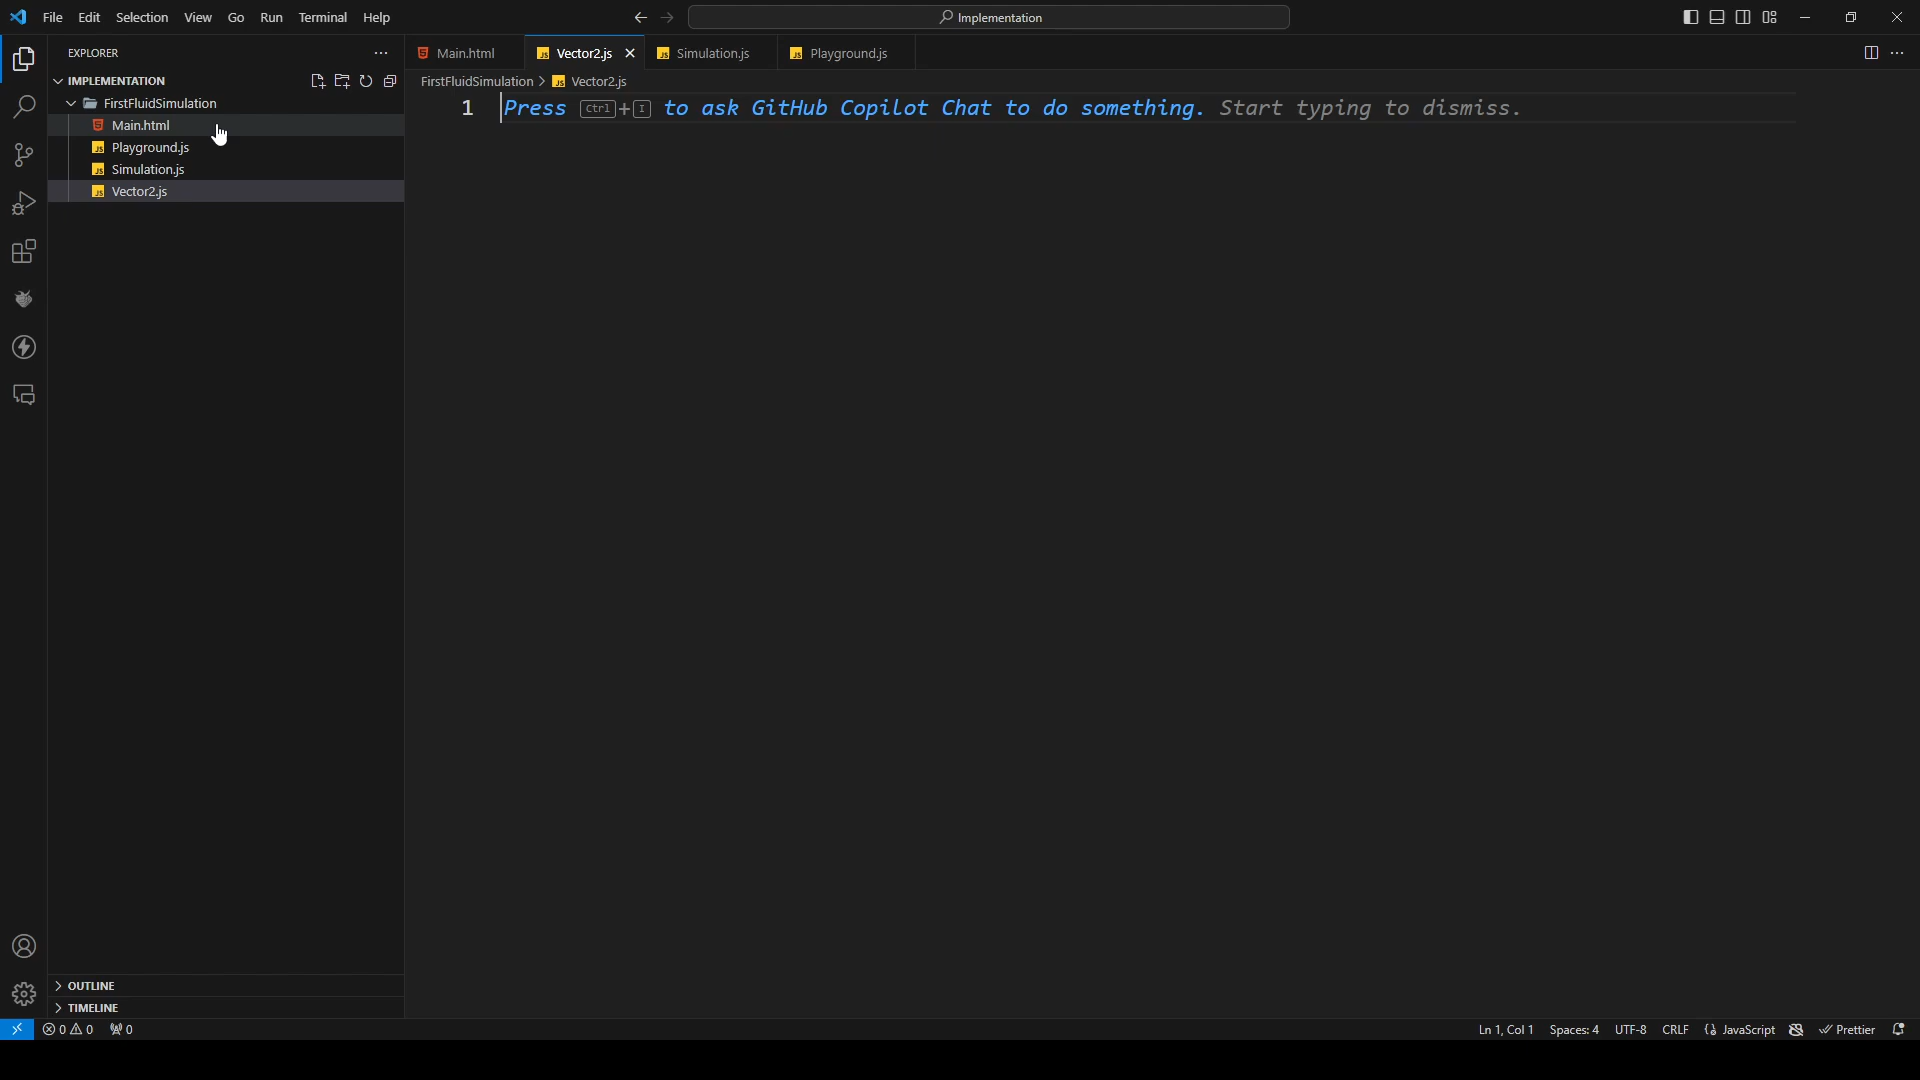 File Edit Selection View Go Run Terminal Help
Implementation
EXPLORER
IMPLEMENTATION
FirstFluidSimulation
Main.html
Playground.js
Simulation.js
Vector2.js
OUTLINE
TIMELINE
Main.html Vector2.js Simulation.js Playground.js
FirstFluidSimulation > Vector2.js
1 Press Ctrl+I to ask GitHub Copilot Chat to do something. Start typing to dismiss.
0 0 0 Ln 1, Col 1 Spaces: 4 UTF-8 CRLF {} JavaScript Prettier